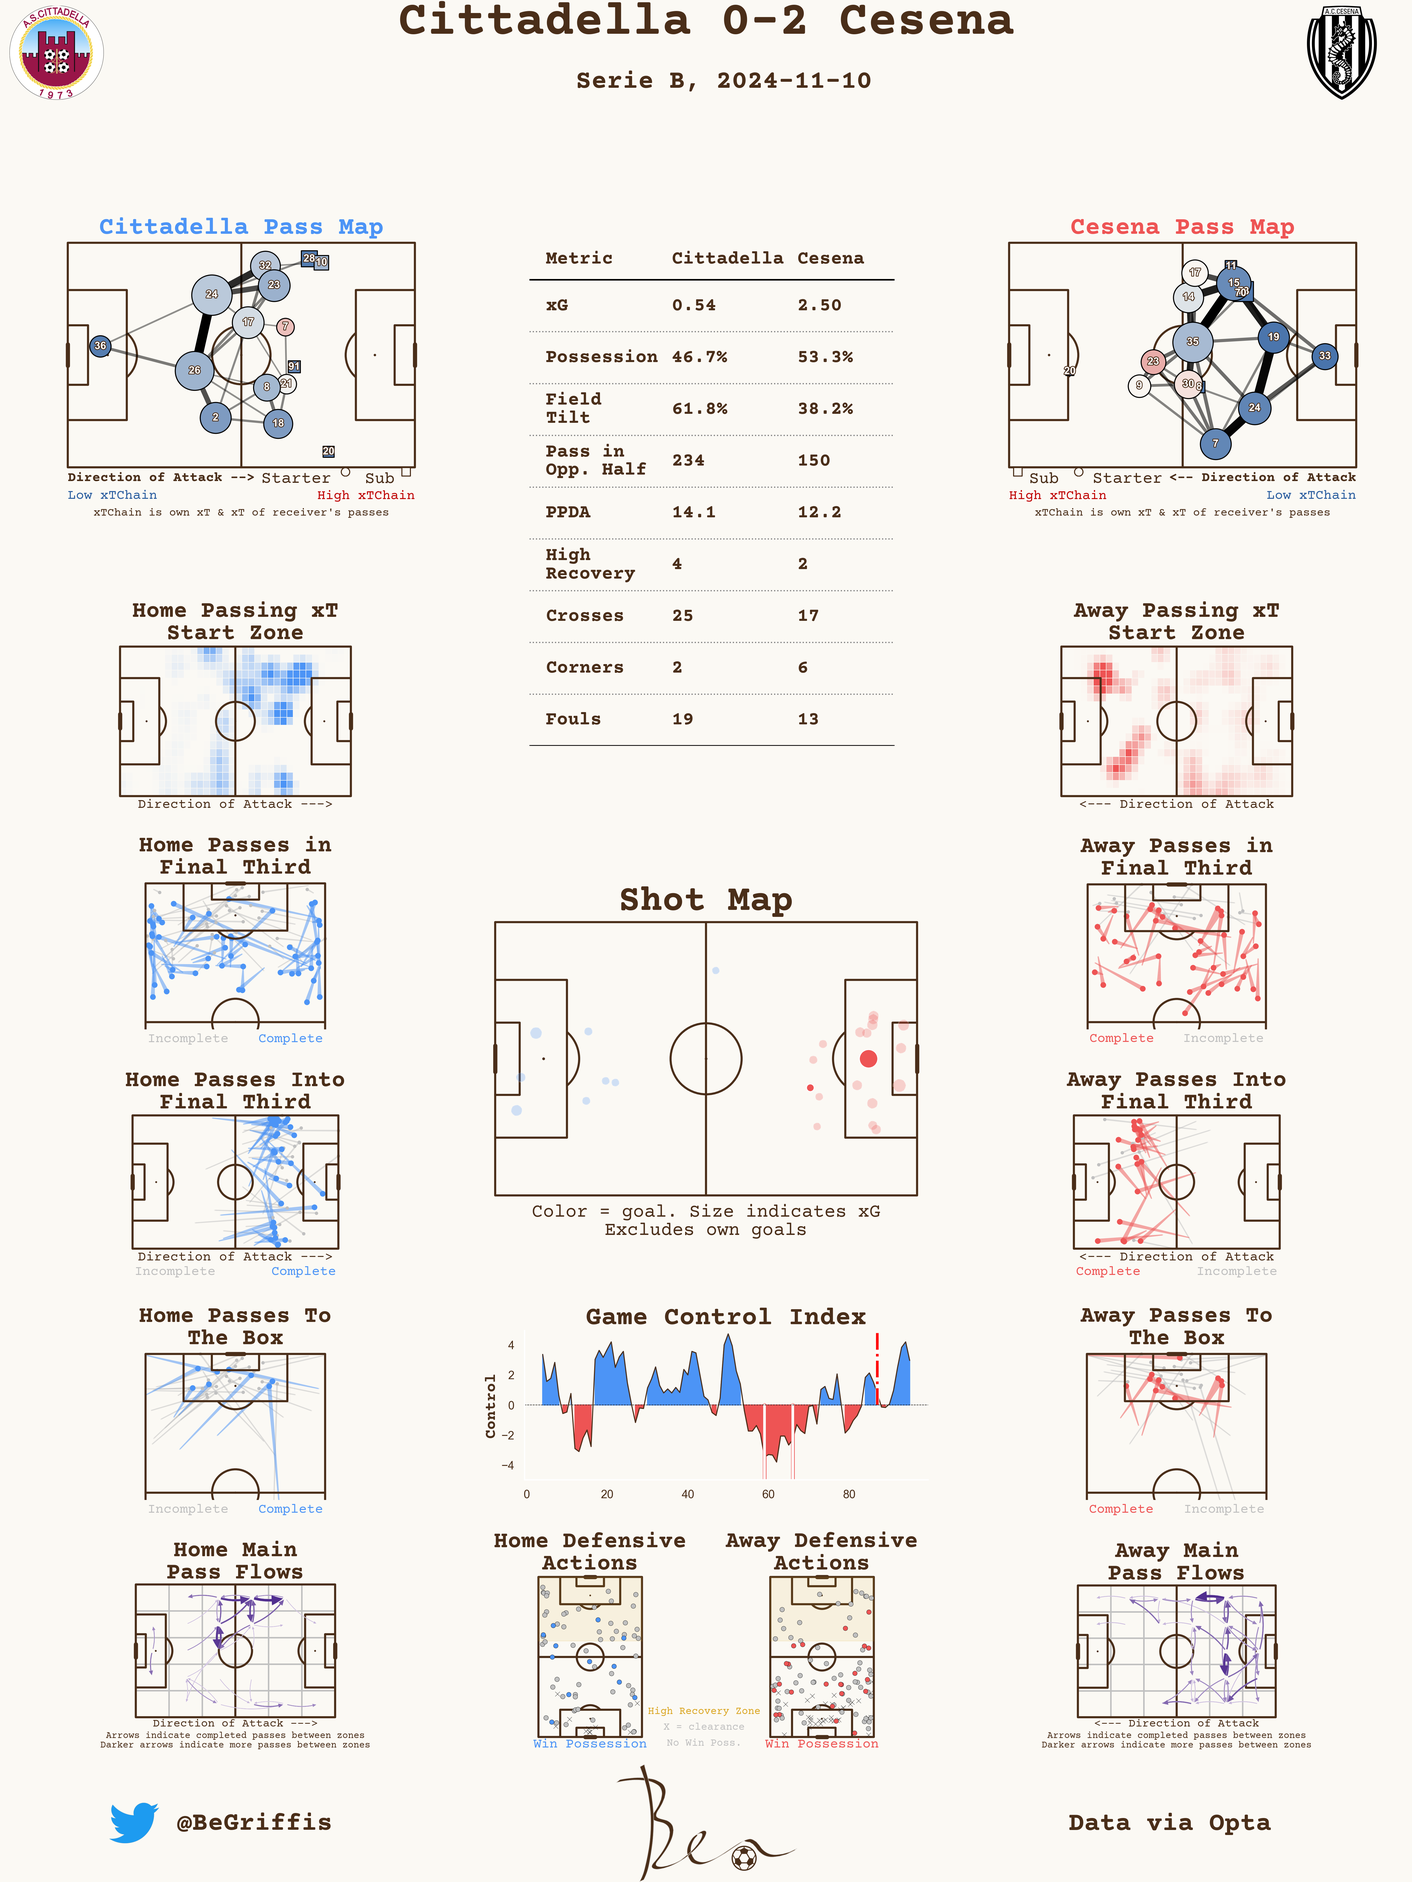 Cittadella 0-2 Cesena
Serie B, 2024-11-10
A.S.CITTADELLA
1973
A.C.CESENA
Cittadella Pass Map
36
24
26
2
32
23
17
7
8
21
18
28
10
91
20
Direction of Attack --> Starter Sub
Low xTChain High xTChain
xTChain is own xT & xT of receiver's passes
Metric Cittadella Cesena
xG 0.54 2.50
Possession 46.7% 53.3%
Field
Tilt 61.8% 38.2%
Pass in
Opp. Half 234 150
PPDA 14.1 12.2
High
Recovery 4 2
Crosses 25 17
Corners 2 6
Fouls 19 13
Cesena Pass Map
17
11
15
14
70
35
19
33
23
9
30
8
24
7
20
Sub Starter <-- Direction of Attack
High xTChain Low xTChain
xTChain is own xT & xT of receiver's passes
Home Passing xT
Start Zone
Direction of Attack --->
Away Passing xT
Start Zone
<--- Direction of Attack
Home Passes in
Final Third
Incomplete Complete
Away Passes in
Final Third
Complete Incomplete
Shot Map
Color = goal. Size indicates xG
Excludes own goals
Home Passes Into
Final Third
Direction of Attack --->
Incomplete Complete
Away Passes Into
Final Third
<--- Direction of Attack
Complete Incomplete
Home Passes To
The Box
Incomplete Complete
Game Control Index
Control
4
2
0
−2
−4
0 20 40 60 80
Away Passes To
The Box
Complete Incomplete
Home Main
Pass Flows
Direction of Attack --->
Arrows indicate completed passes between zones
Darker arrows indicate more passes between zones
Home Defensive
Actions
Win Possession
Away Defensive
Actions
Win Possession
High Recovery Zone
X = clearance
No Win Poss.
Away Main
Pass Flows
<--- Direction of Attack
Arrows indicate completed passes between zones
Darker arrows indicate more passes between zones
@BeGriffis
Ben
Data via Opta